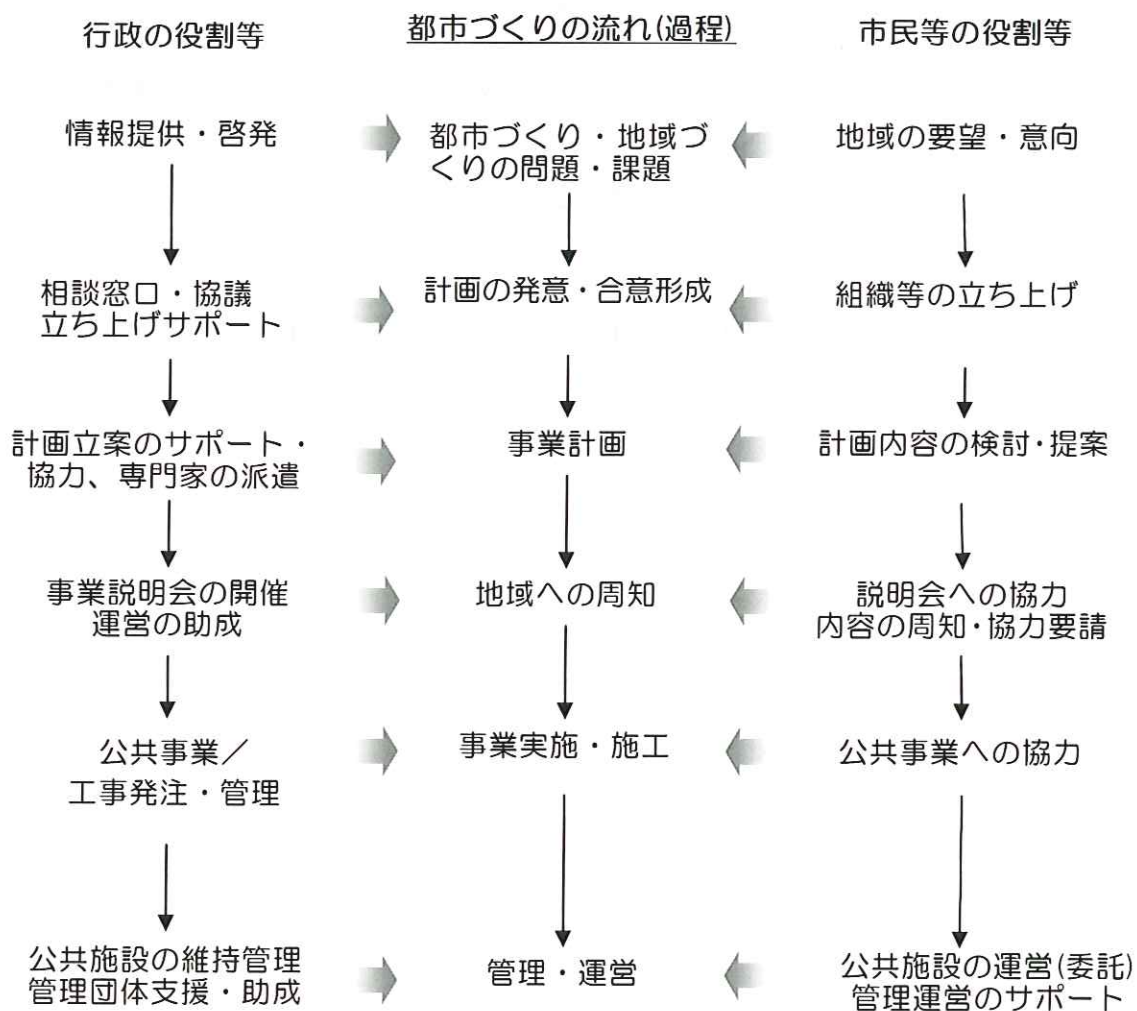 行政の役割等
都市づくりの流れ(過程)
市民等の役割等
情報提供・啓発
都市づくり・地域づ
くりの問題・課題
地域の要望・意向
相談窓口・協議
立ち上げサポート
計画の発意・合意形成
組織等の立ち上げ
計画立案のサポート・
協力、専門家の派遣
事業計画
計画内容の検討・提案
事業説明会の開催
運営の助成
地域への周知
説明会への協力
内容の周知・協力要請
公共事業／
工事発注・管理
事業実施・施工
公共事業への協力
公共施設の維持管理
管理団体支援・助成
管理・運営
公共施設の運営(委託)
管理運営のサポート